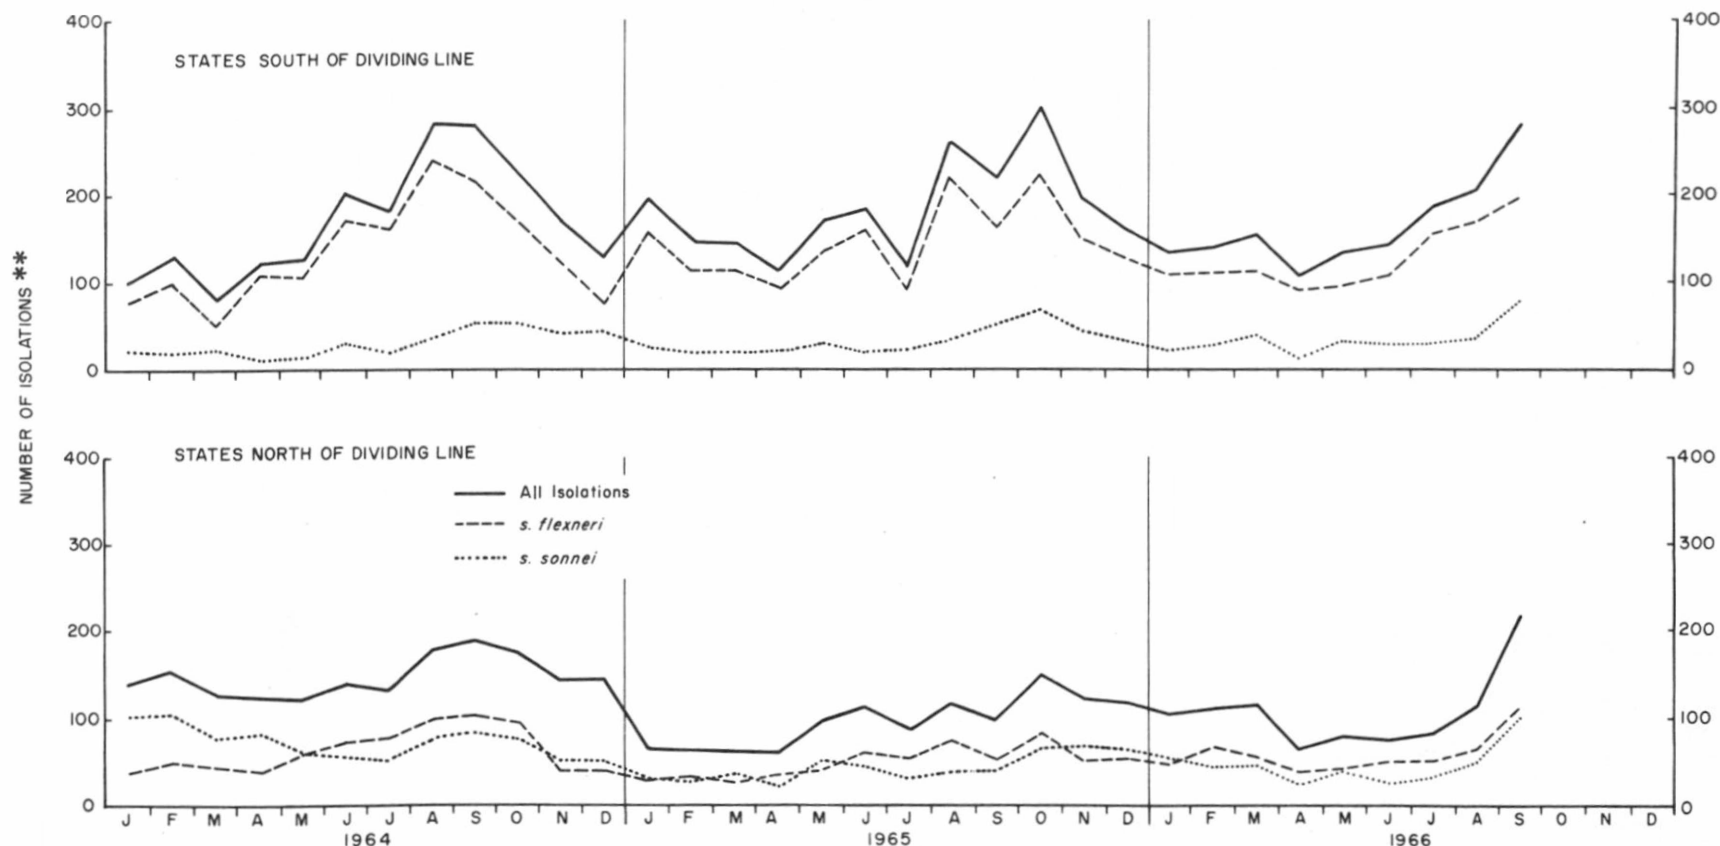 NUMBER OF ISOLATIONS **
STATES SOUTH OF DIVIDING LINE
400 400
300 300
200 200
100 100
0 0
STATES NORTH OF DIVIDING LINE
All Isolations
s. flexneri
s. sonnei
400 400
300 300
200 200
100 100
0 0
J F M A M J J A S O N D J F M A M J J A S O N D J F M A M J J A S O N D
1964 1965 1966